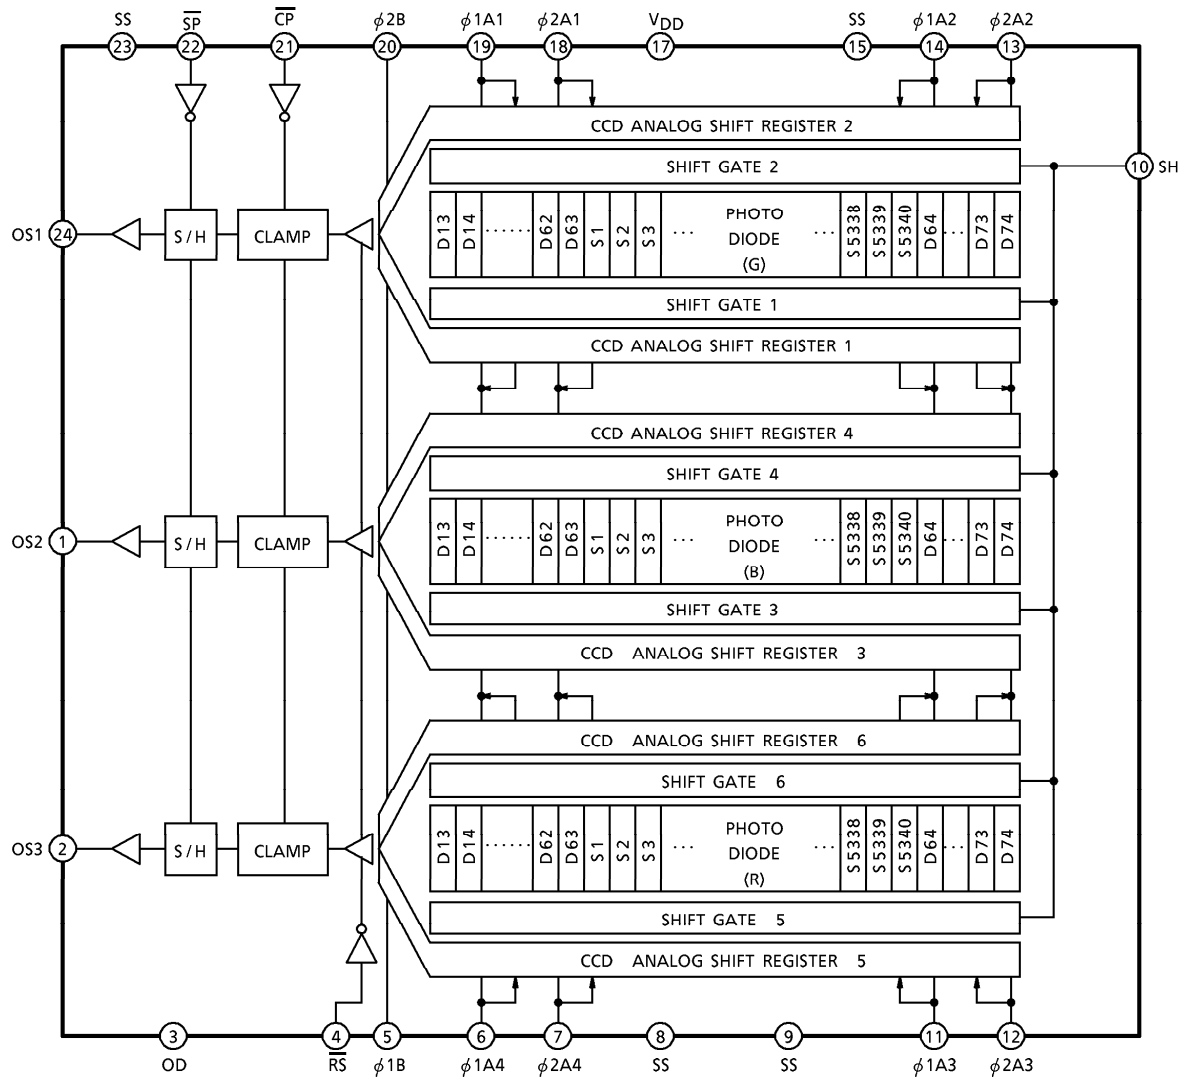 SS S̅P̅ C̅P̅ ϕ2B ϕ1A1 ϕ2A1 VDD SS ϕ1A2 ϕ2A2
23 22 21 20 19 18 17 15 14 13
CCD ANALOG SHIFT REGISTER 2
SHIFT GATE 2
10 SH
OS1 24 S/H CLAMP
D13 D14 ······ D62 D63 S1 S2 S3 ··· PHOTO DIODE (G) ··· S5338 S5339 S5340 D64 ··· D73 D74
SHIFT GATE 1
CCD ANALOG SHIFT REGISTER 1
CCD ANALOG SHIFT REGISTER 4
SHIFT GATE 4
OS2 1 S/H CLAMP
D13 D14 ······ D62 D63 S1 S2 S3 ··· PHOTO DIODE (B) ··· S5338 S5339 S5340 D64 ··· D73 D74
SHIFT GATE 3
CCD ANALOG SHIFT REGISTER 3
CCD ANALOG SHIFT REGISTER 6
SHIFT GATE 6
OS3 2 S/H CLAMP
D13 D14 ······ D62 D63 S1 S2 S3 ··· PHOTO DIODE (R) ··· S5338 S5339 S5340 D64 ··· D73 D74
SHIFT GATE 5
CCD ANALOG SHIFT REGISTER 5
3 4 5 6 7 8 9 11 12
OD R̅S̅ ϕ1B ϕ1A4 ϕ2A4 SS SS ϕ1A3 ϕ2A3